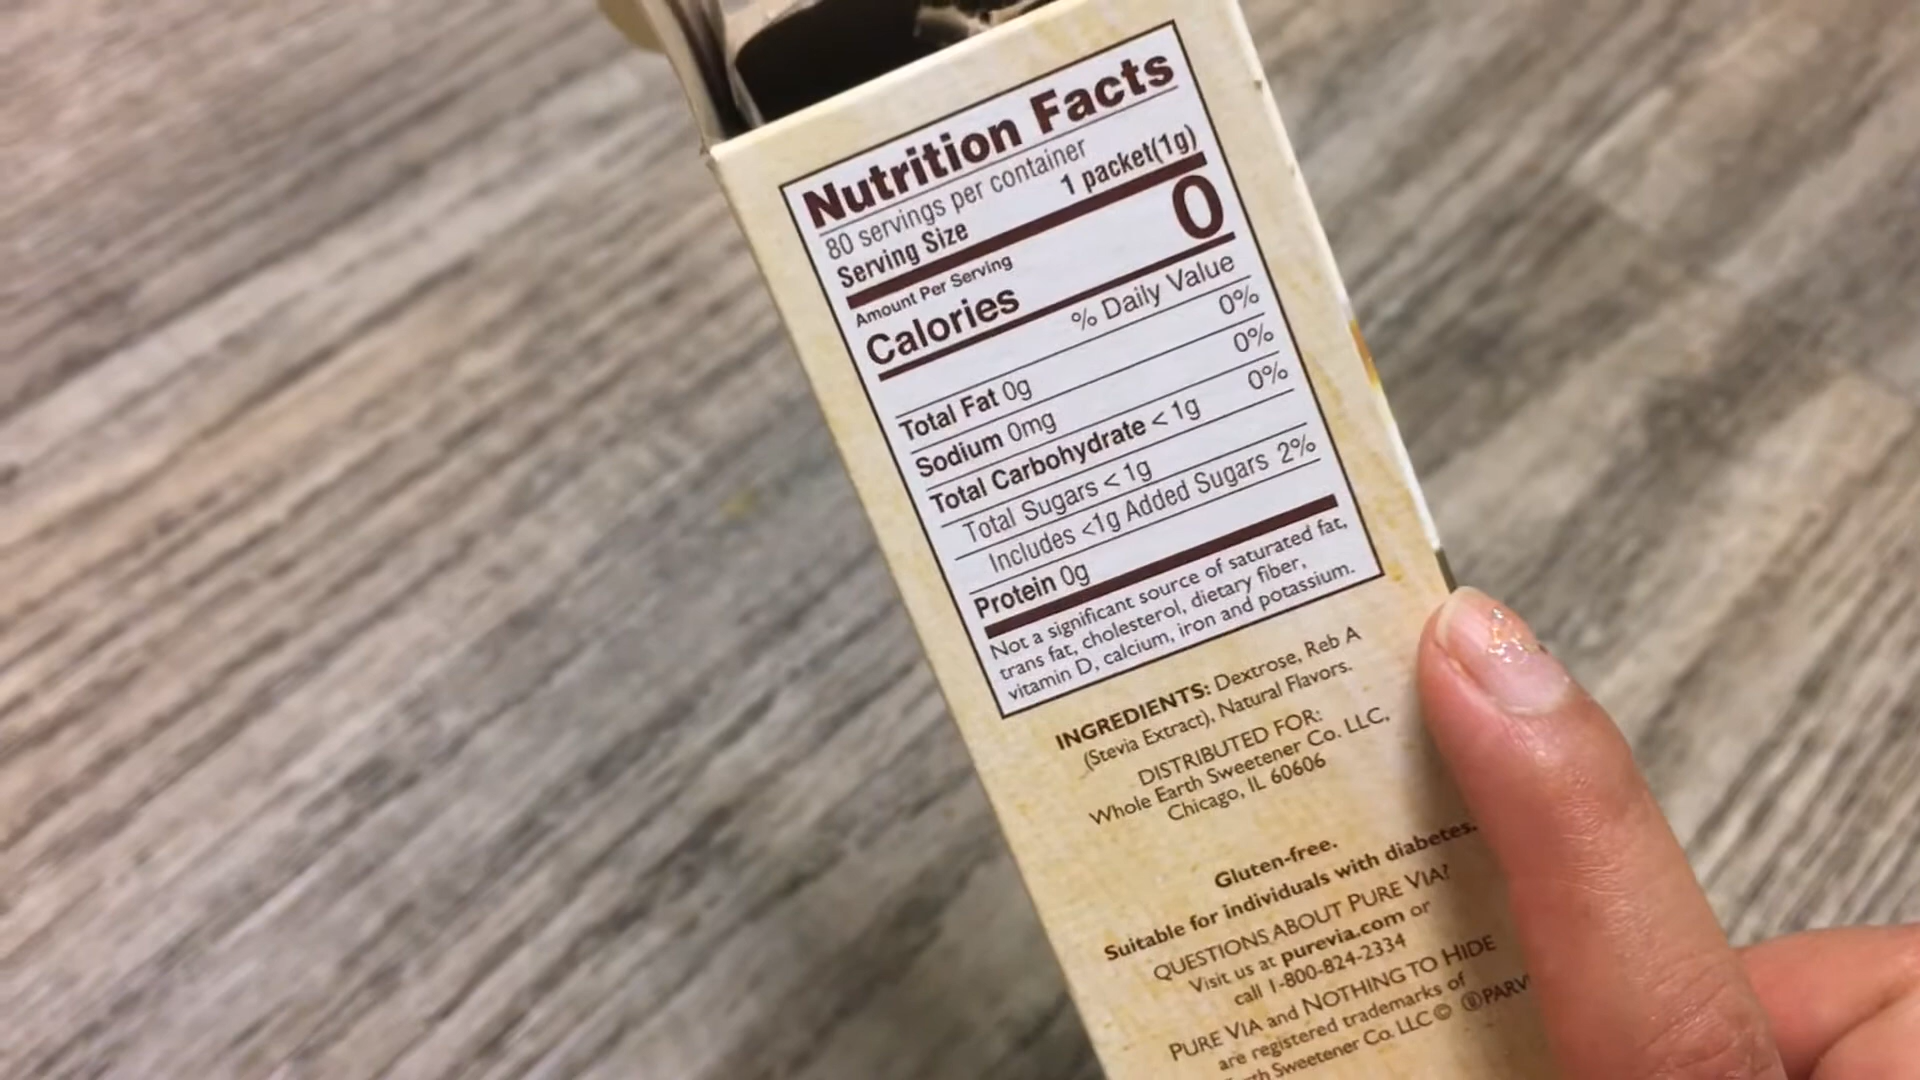 Nutrition Facts
80 servings per container
Serving Size 1 packet(1g)
Amount Per Serving
Calories 0
% Daily Value
Total Fat 0g 0%
Sodium 0mg 0%
Total Carbohydrate < 1g 0%
Total Sugars < 1g
Includes <1g Added Sugars 2%
Protein 0g
Not a significant source of saturated fat,
trans fat, cholesterol, dietary fiber,
vitamin D, calcium, iron and potassium.
INGREDIENTS: Dextrose, Reb A
(Stevia Extract), Natural Flavors.
DISTRIBUTED FOR:
Whole Earth Sweetener Co. LLC,
Chicago, IL 60606
Gluten-free.
Suitable for individuals with diabetes.
QUESTIONS ABOUT PURE VIA?
Visit us at purevia.com or
call 1-800-824-2334
PURE VIA and NOTHING TO HIDE
are registered trademarks of
Sweetener Co. LLC © ⓤPARV